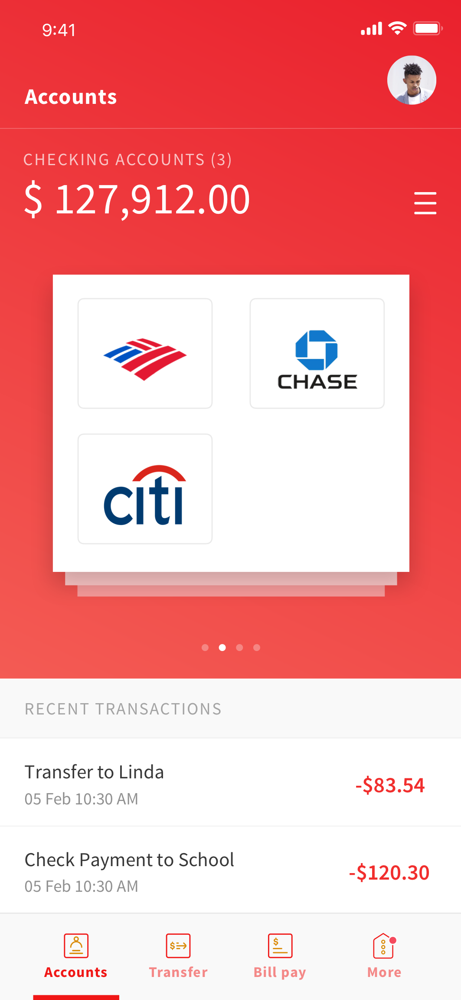 9:41
Accounts
CHECKING ACCOUNTS (3)
$ 127,912.00
CHASE
citi
RECENT TRANSACTIONS
Transfer to Linda
-$83.54
05 Feb 10:30 AM
Check Payment to School
-$120.30
05 Feb 10:30 AM
$
$
Accounts
Transfer
Bill pay
More